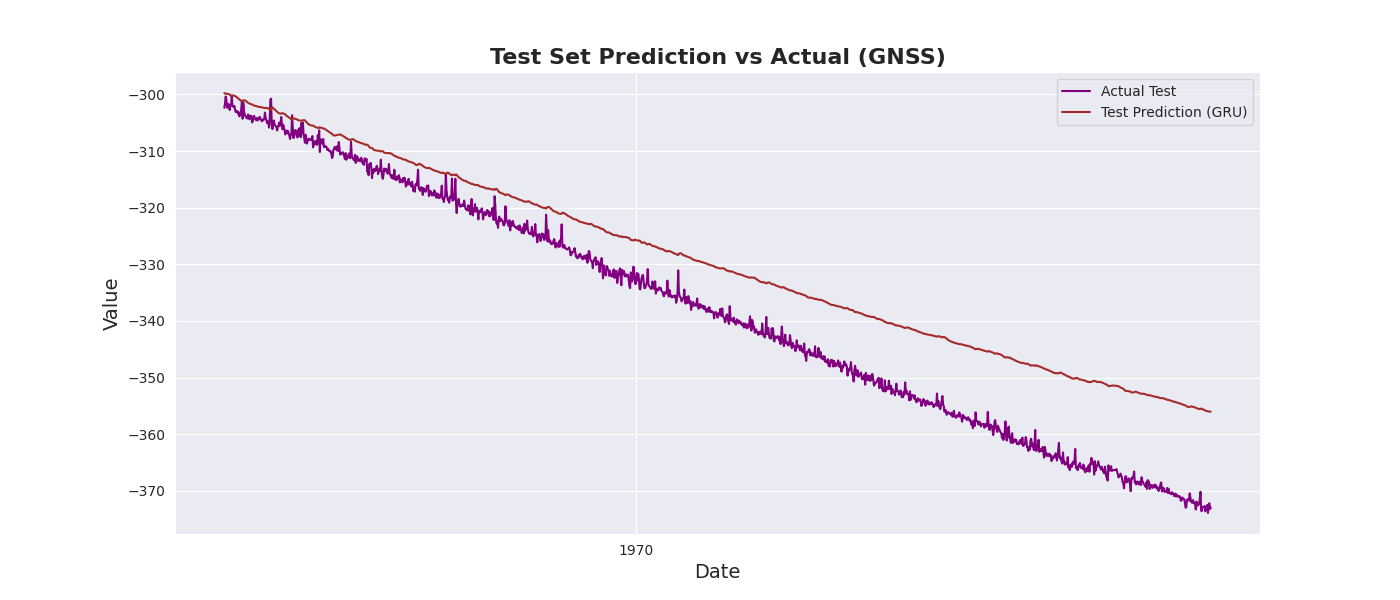 Test Set Prediction vs Actual (GNSS)
Actual Test
Test Prediction (GRU)
Value
−300
−310
−320
−330
−340
−350
−360
−370
1970
Date